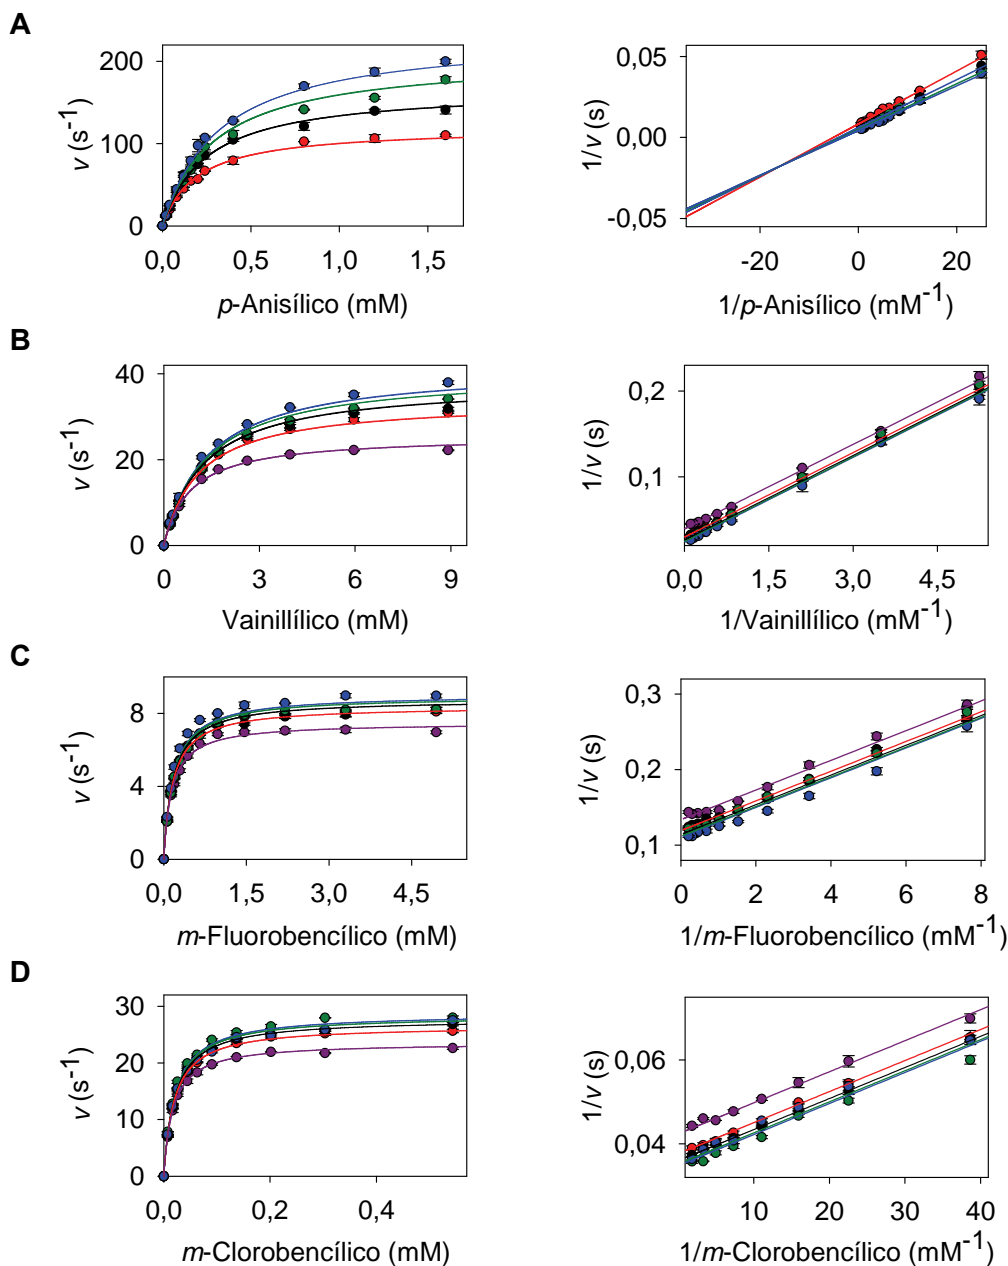 A
200
100
0
v (s-1)
0,0 0,5 1,0 1,5
p-Anisílico (mM)
0,05
0,00
-0,05
1/v (s)
-20 0 20
1/p-Anisílico (mM-1)
B
40
20
0
v (s-1)
0 3 6 9
Vainillílico (mM)
0,2
0,1
1/v (s)
0,0 1,5 3,0 4,5
1/Vainillílico (mM-1)
C
8
4
0
v (s-1)
0,0 1,5 3,0 4,5
m-Fluorobencílico (mM)
0,3
0,2
0,1
1/v (s)
0 2 4 6 8
1/m-Fluorobencílico (mM-1)
D
30
20
10
0
v (s-1)
0,0 0,2 0,4
m-Clorobencílico (mM)
0,06
0,04
1/v (s)
10 20 30 40
1/m-Clorobencílico (mM-1)